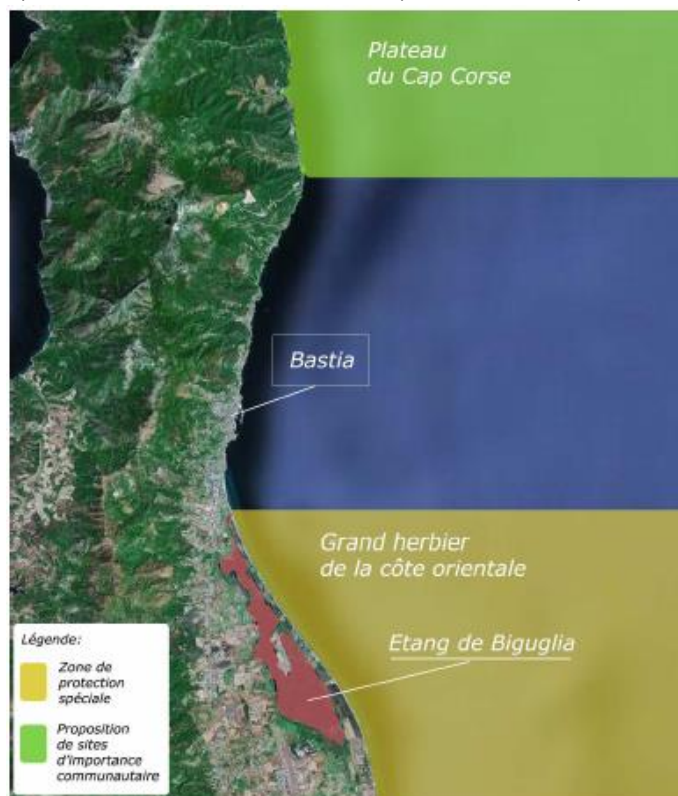 Plateau
du Cap Corse
Bastia
Grand herbier
de la côte orientale
Etang de Biguglia
Légende:
Zone de
protection
spéciale
Proposition
de sites
d'importance
communautaire